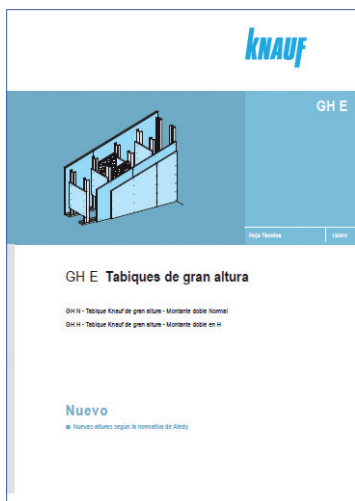 KNAUF
GH E
Hoja Técnica
GH E Tabiques de gran altura
GH N - Tabique Knauf de gran altura - Montante doble Normal
GH H - Tabique Knauf de gran altura - Montante doble en H
Nuevo
Nuevas alturas según la normativa de Atedy